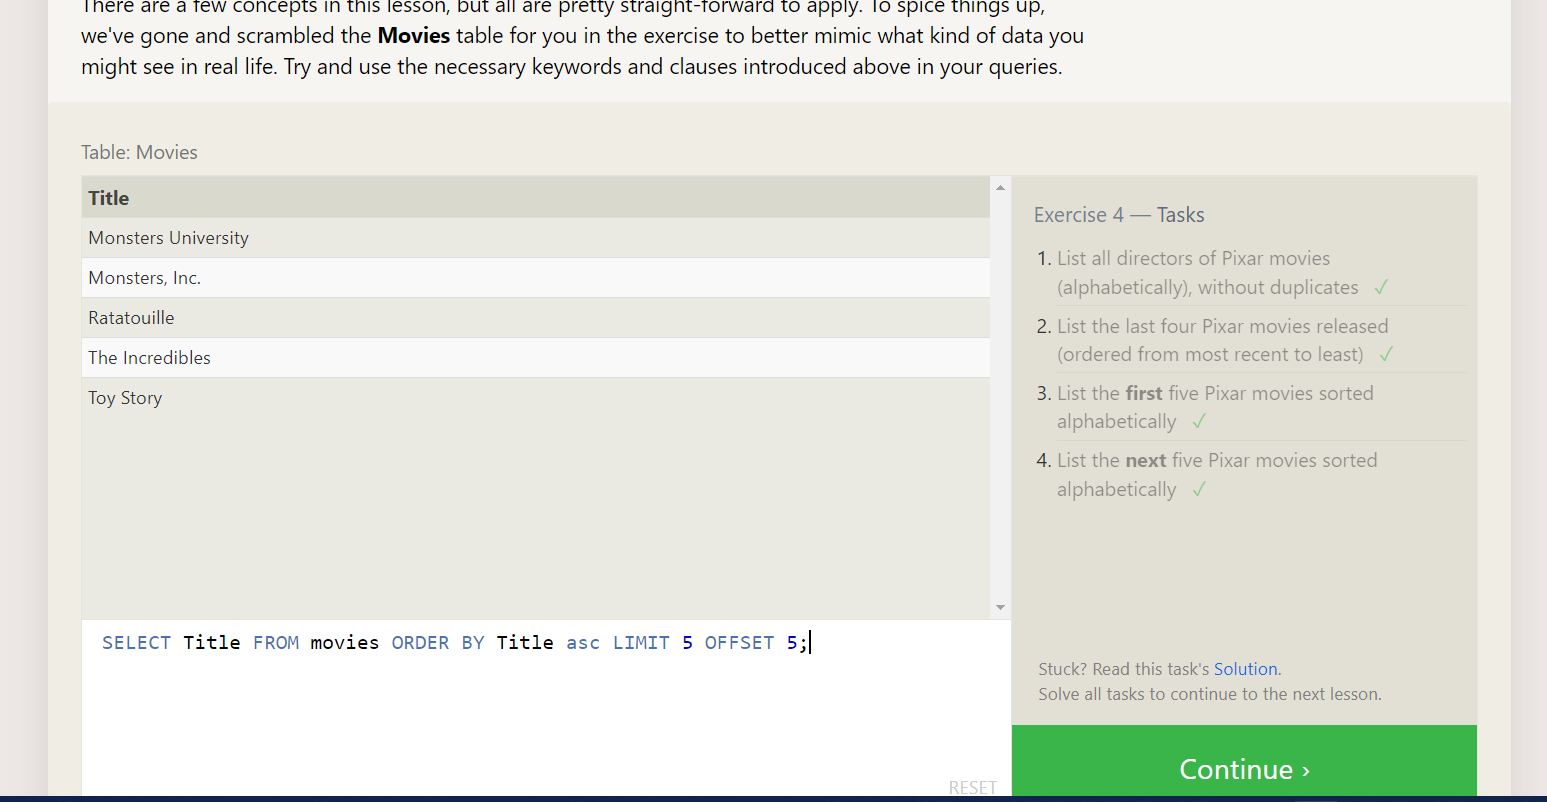 There are a few concepts in this lesson, but all are pretty straight-forward to apply. To spice things up,
we've gone and scrambled the Movies table for you in the exercise to better mimic what kind of data you
might see in real life. Try and use the necessary keywords and clauses introduced above in your queries.
Table: Movies
Title
Monsters University
Monsters, Inc.
Ratatouille
The Incredibles
Toy Story
SELECT Title FROM movies ORDER BY Title asc LIMIT 5 OFFSET 5;
RESET
Exercise 4 — Tasks
1. List all directors of Pixar movies
(alphabetically), without duplicates ✓
2. List the last four Pixar movies released
(ordered from most recent to least) ✓
3. List the first five Pixar movies sorted
alphabetically ✓
4. List the next five Pixar movies sorted
alphabetically ✓
Stuck? Read this task's Solution.
Solve all tasks to continue to the next lesson.
Continue ›